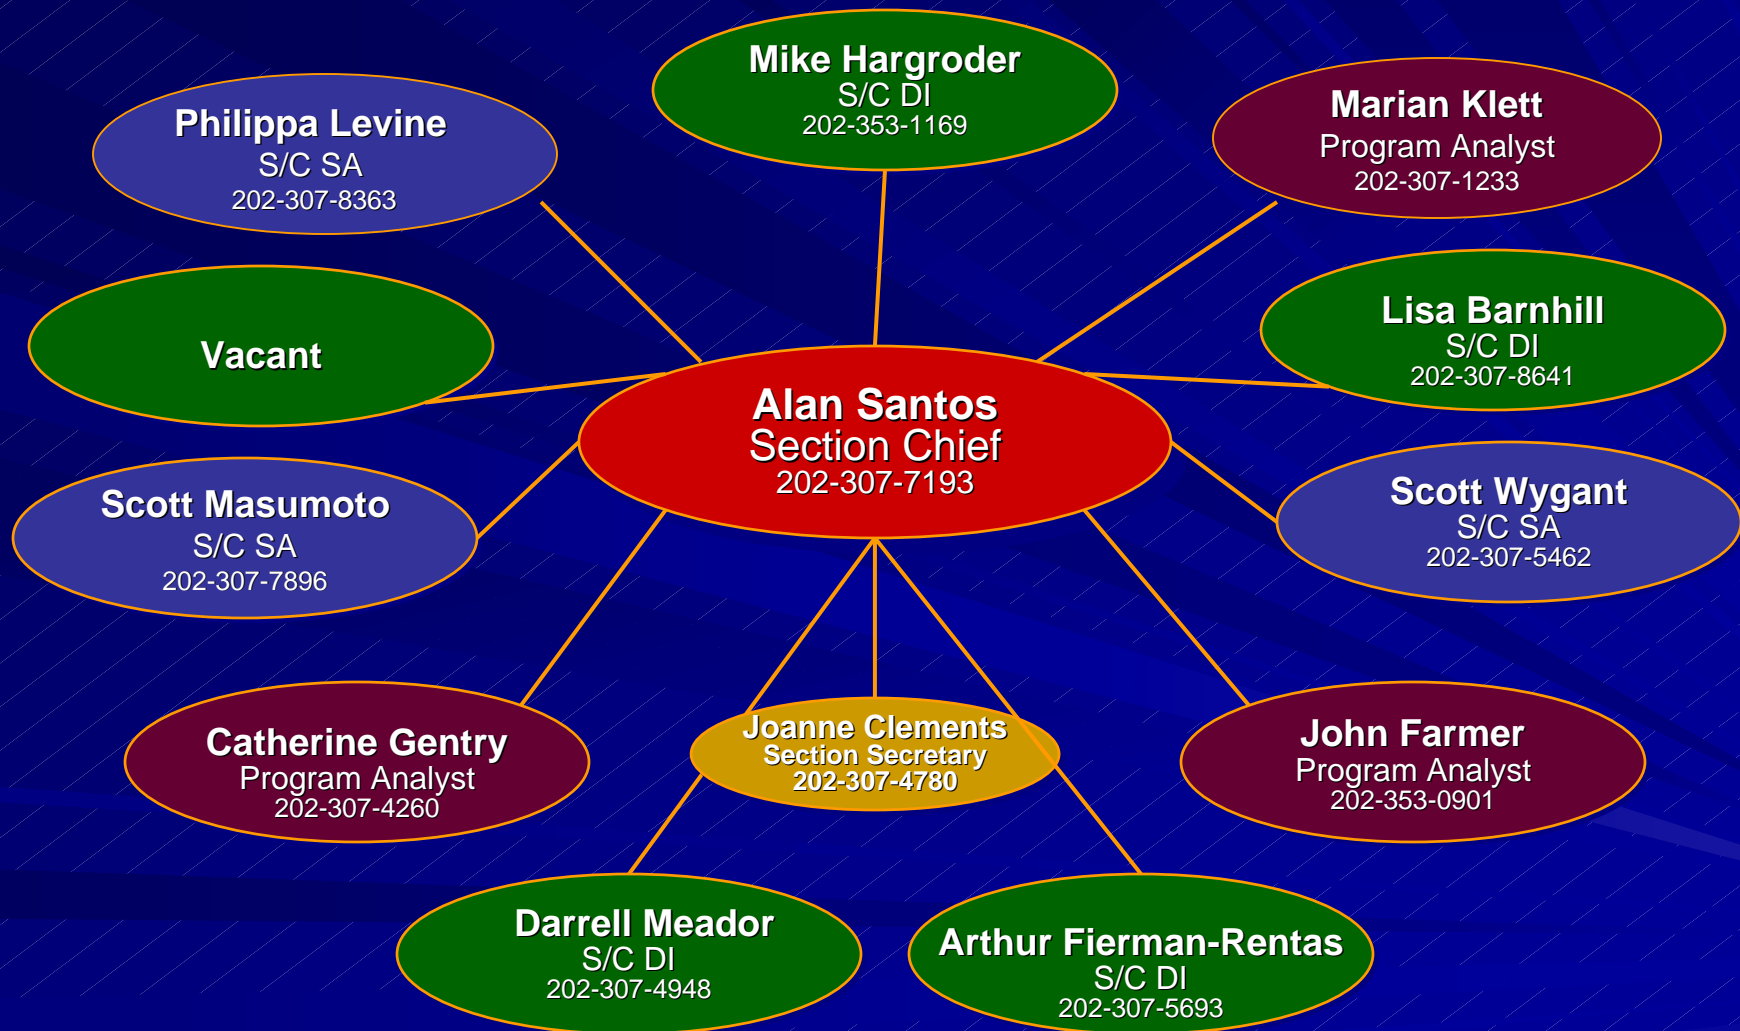 Mike Hargroder
S/C DI
202-353-1169
Philippa Levine
S/C SA
202-307-8363
Marian Klett
Program Analyst
202-307-1233
Vacant
Lisa Barnhill
S/C DI
202-307-8641
Alan Santos
Section Chief
202-307-7193
Scott Masumoto
S/C SA
202-307-7896
Scott Wygant
S/C SA
202-307-5462
Catherine Gentry
Program Analyst
202-307-4260
Joanne Clements
Section Secretary
202-307-4780
John Farmer
Program Analyst
202-353-0901
Darrell Meador
S/C DI
202-307-4948
Arthur Fierman-Rentas
S/C DI
202-307-5693